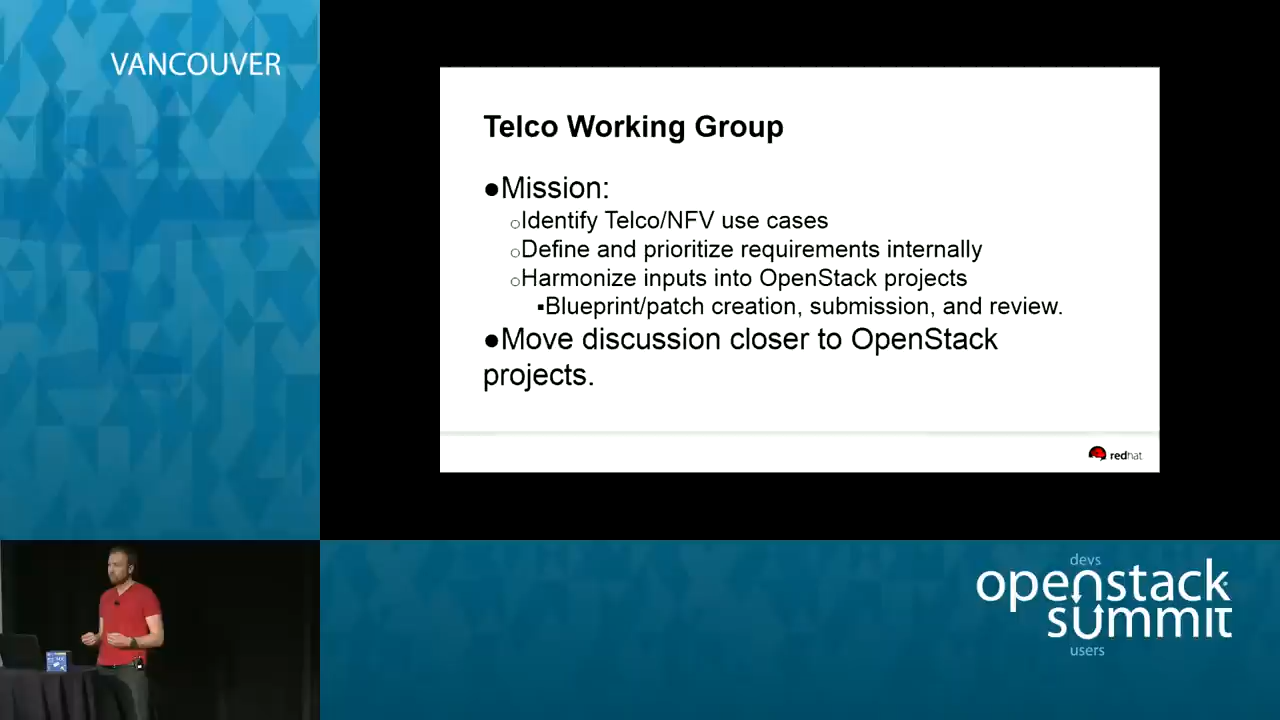 VANCOUVER
Telco Working Group
●Mission:
○Identify Telco/NFV use cases
○Define and prioritize requirements internally
○Harmonize inputs into OpenStack projects
▪Blueprint/patch creation, submission, and review.
●Move discussion closer to OpenStack
projects.
redhat
devs
openstack
summit
users